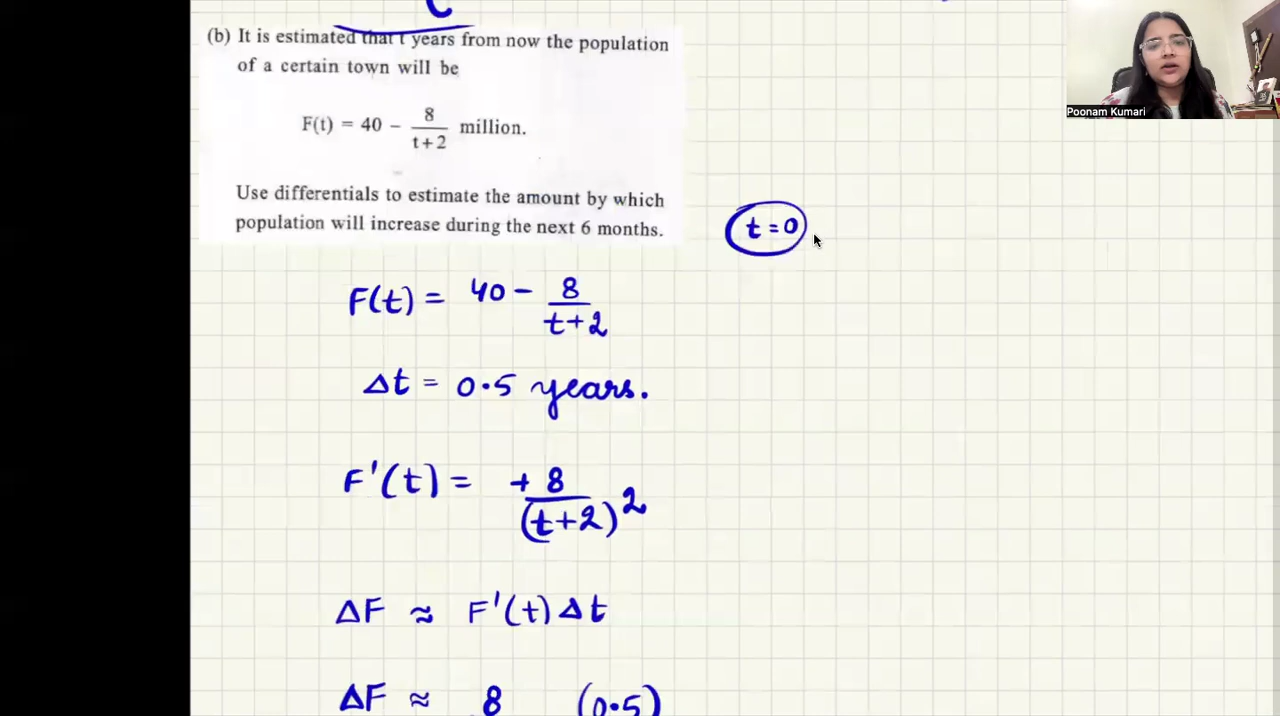 (b) It is estimated that t years from now the population
of a certain town will be
F(t) = 40 − 8/(t+2) million.
Use differentials to estimate the amount by which
population will increase during the next 6 months.
t = 0
F(t) = 40 − 8/(t+2)
Δt = 0.5 years.
F'(t) = +8/(t+2)²
ΔF ≈ F'(t) Δt
ΔF ≈ 8 (0.5)
Poonam Kumari